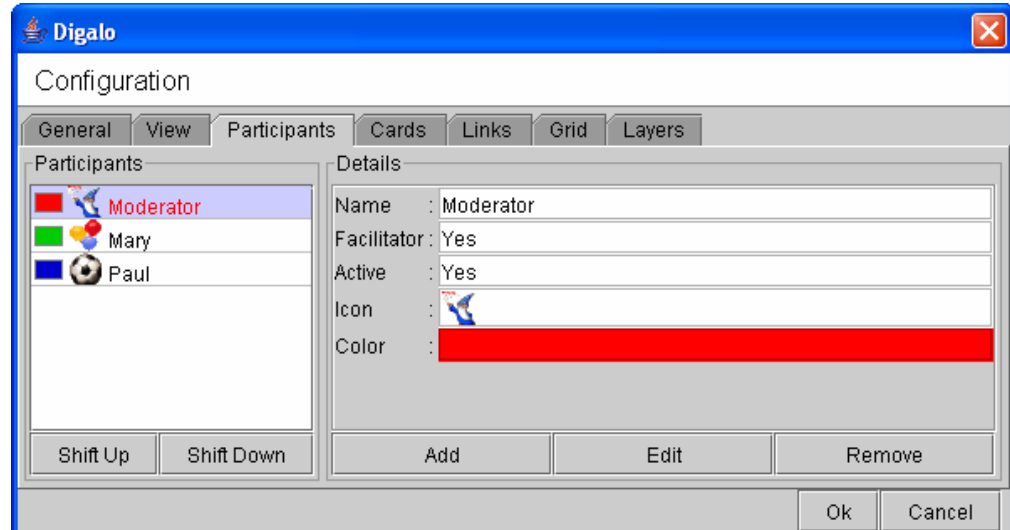 Digalo
Configuration
General View Participants Cards Links Grid Layers
Participants
Moderator
Mary
Paul
Shift Up Shift Down
Details
Name : Moderator
Facilitator : Yes
Active : Yes
Icon :
Color :
Add Edit Remove
Ok Cancel